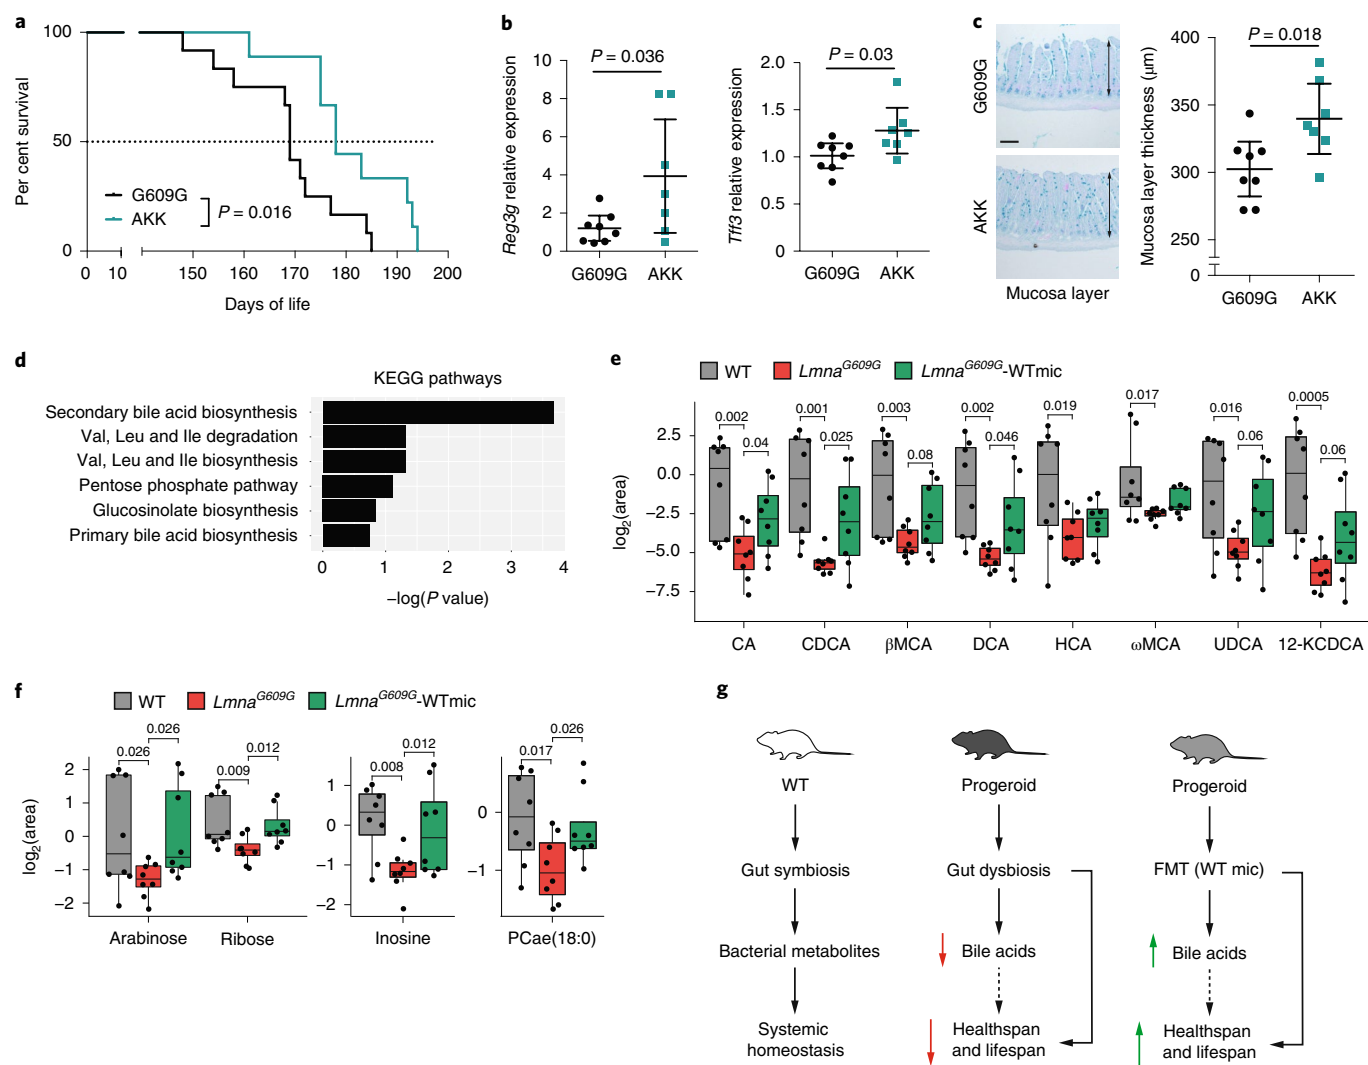 a
Per cent survival
100
50
0
G609G
AKK
P = 0.016
0 10 150 160 170 180 190 200
Days of life
b
Reg3g relative expression
10
8
6
4
2
0
P = 0.036
G609G AKK
Tff3 relative expression
2.0
1.5
1.0
0.5
0
P = 0.03
G609G AKK
c
G609G
AKK
Mucosa layer
Mucosa layer thickness (μm)
400
350
300
250
0
P = 0.018
G609G AKK
d
KEGG pathways
Secondary bile acid biosynthesis
Val, Leu and Ile degradation
Val, Leu and Ile biosynthesis
Pentose phosphate pathway
Glucosinolate biosynthesis
Primary bile acid biosynthesis
0 1 2 3 4
−log(P value)
e
WT LmnaG609G LmnaG609G-WTmic
log2(area)
2.5
0.0
−2.5
−5.0
−7.5
0.002
0.04
0.001
0.025
0.003
0.08
0.002
0.046
0.019
0.017
0.016
0.06
0.0005
0.06
CA CDCA βMCA DCA HCA ωMCA UDCA 12-KCDCA
f
WT LmnaG609G LmnaG609G-WTmic
log2(area)
2
1
0
−1
−2
0.026
0.026
0.009
0.012
Arabinose Ribose
1
0
−1
−2
0.008
0.012
Inosine
0
−1
0.017
0.026
PCae(18:0)
g
WT
Gut symbiosis
Bacterial metabolites
Systemic
homeostasis
Progeroid
Gut dysbiosis
Bile acids
Healthspan
and lifespan
Progeroid
FMT (WT mic)
Bile acids
Healthspan
and lifespan